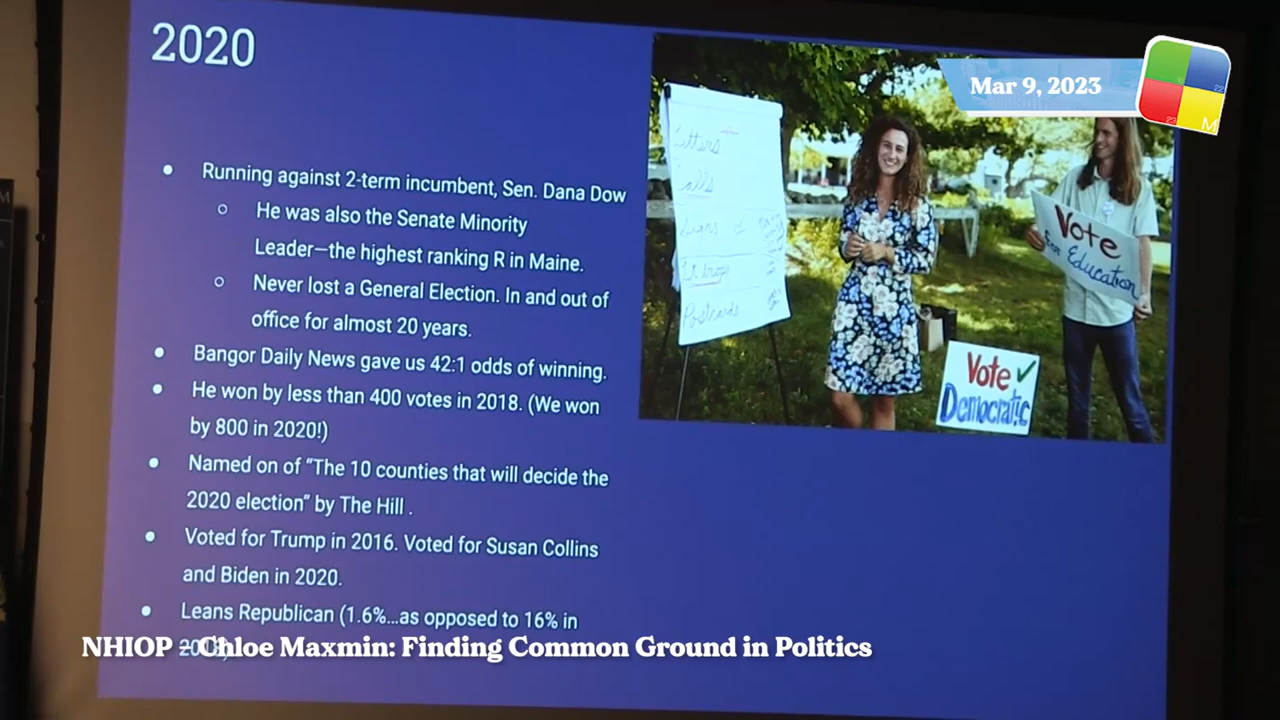 2020
Mar 9, 2023
Running against 2-term incumbent, Sen. Dana Dow
He was also the Senate Minority
Leader—the highest ranking R in Maine.
Never lost a General Election. In and out of
office for almost 20 years.
Bangor Daily News gave us 42:1 odds of winning.
He won by less than 400 votes in 2018. (We won
by 800 in 2020!)
Named on of “The 10 counties that will decide the
2020 election” by The Hill .
Voted for Trump in 2016. Voted for Susan Collins
and Biden in 2020.
Leans Republican (1.6%...as opposed to 16% in
Letters
Calls
Signs
Postcards
Vote
For Education
Vote ✓
Democratic
NHIOP – Chloe Maxmin: Finding Common Ground in Politics